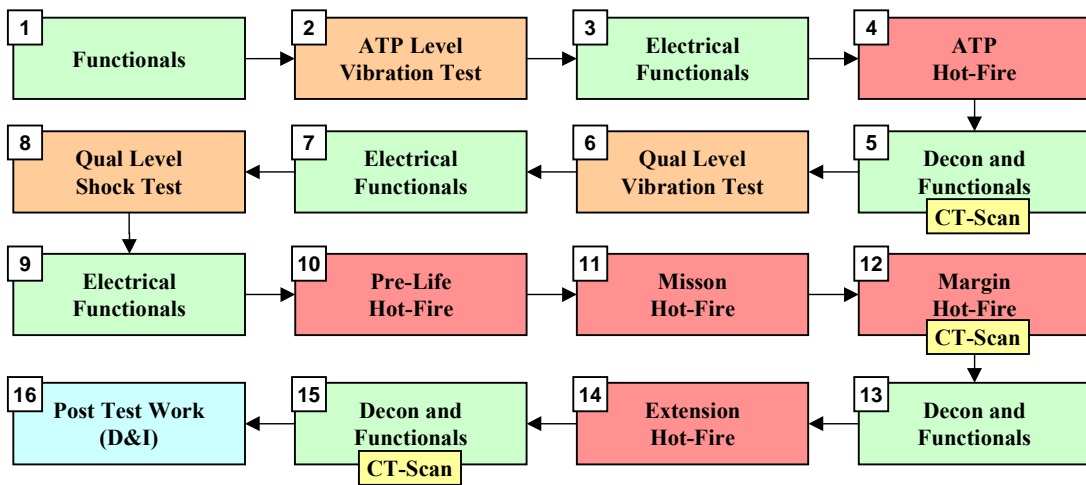 1
Functionals
2
ATP Level
Vibration Test
3
Electrical
Functionals
4
ATP
Hot-Fire
5
Decon and
Functionals
CT-Scan
6
Qual Level
Vibration Test
7
Electrical
Functionals
8
Qual Level
Shock Test
9
Electrical
Functionals
10
Pre-Life
Hot-Fire
11
Misson
Hot-Fire
12
Margin
Hot-Fire
CT-Scan
13
Decon and
Functionals
14
Extension
Hot-Fire
15
Decon and
Functionals
CT-Scan
16
Post Test Work
(D&I)